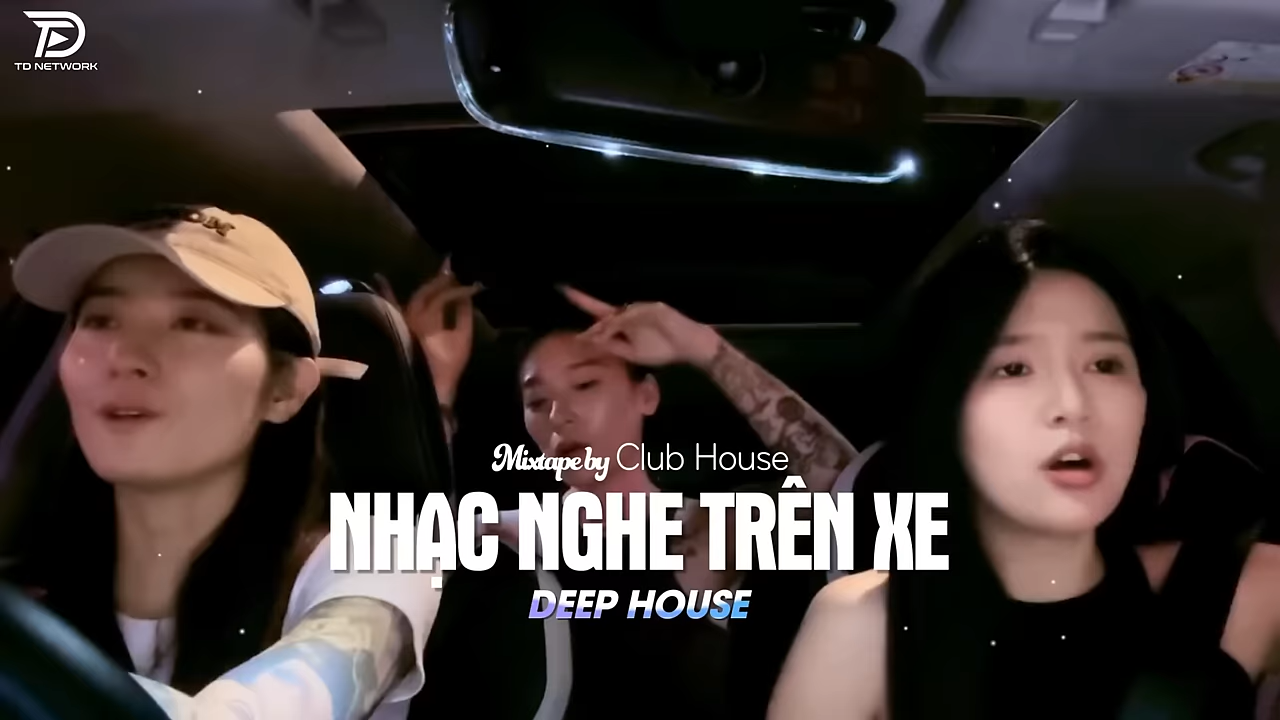 TD NETWORK
Mixtape by Club House
NHẠC NGHE TRÊN XE
DEEP HOUSE